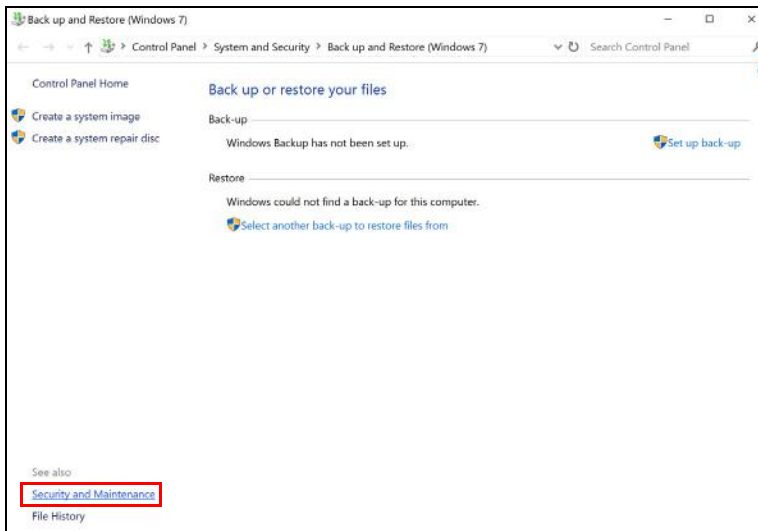 Back up and Restore (Windows 7)
Control Panel > System and Security > Back up and Restore (Windows 7)
Search Control Panel
Control Panel Home
Create a system image
Create a system repair disc
Back up or restore your files
Back-up
Windows Backup has not been set up.
Set up back-up
Restore
Windows could not find a back-up for this computer.
Select another back-up to restore files from
See also
Security and Maintenance
File History